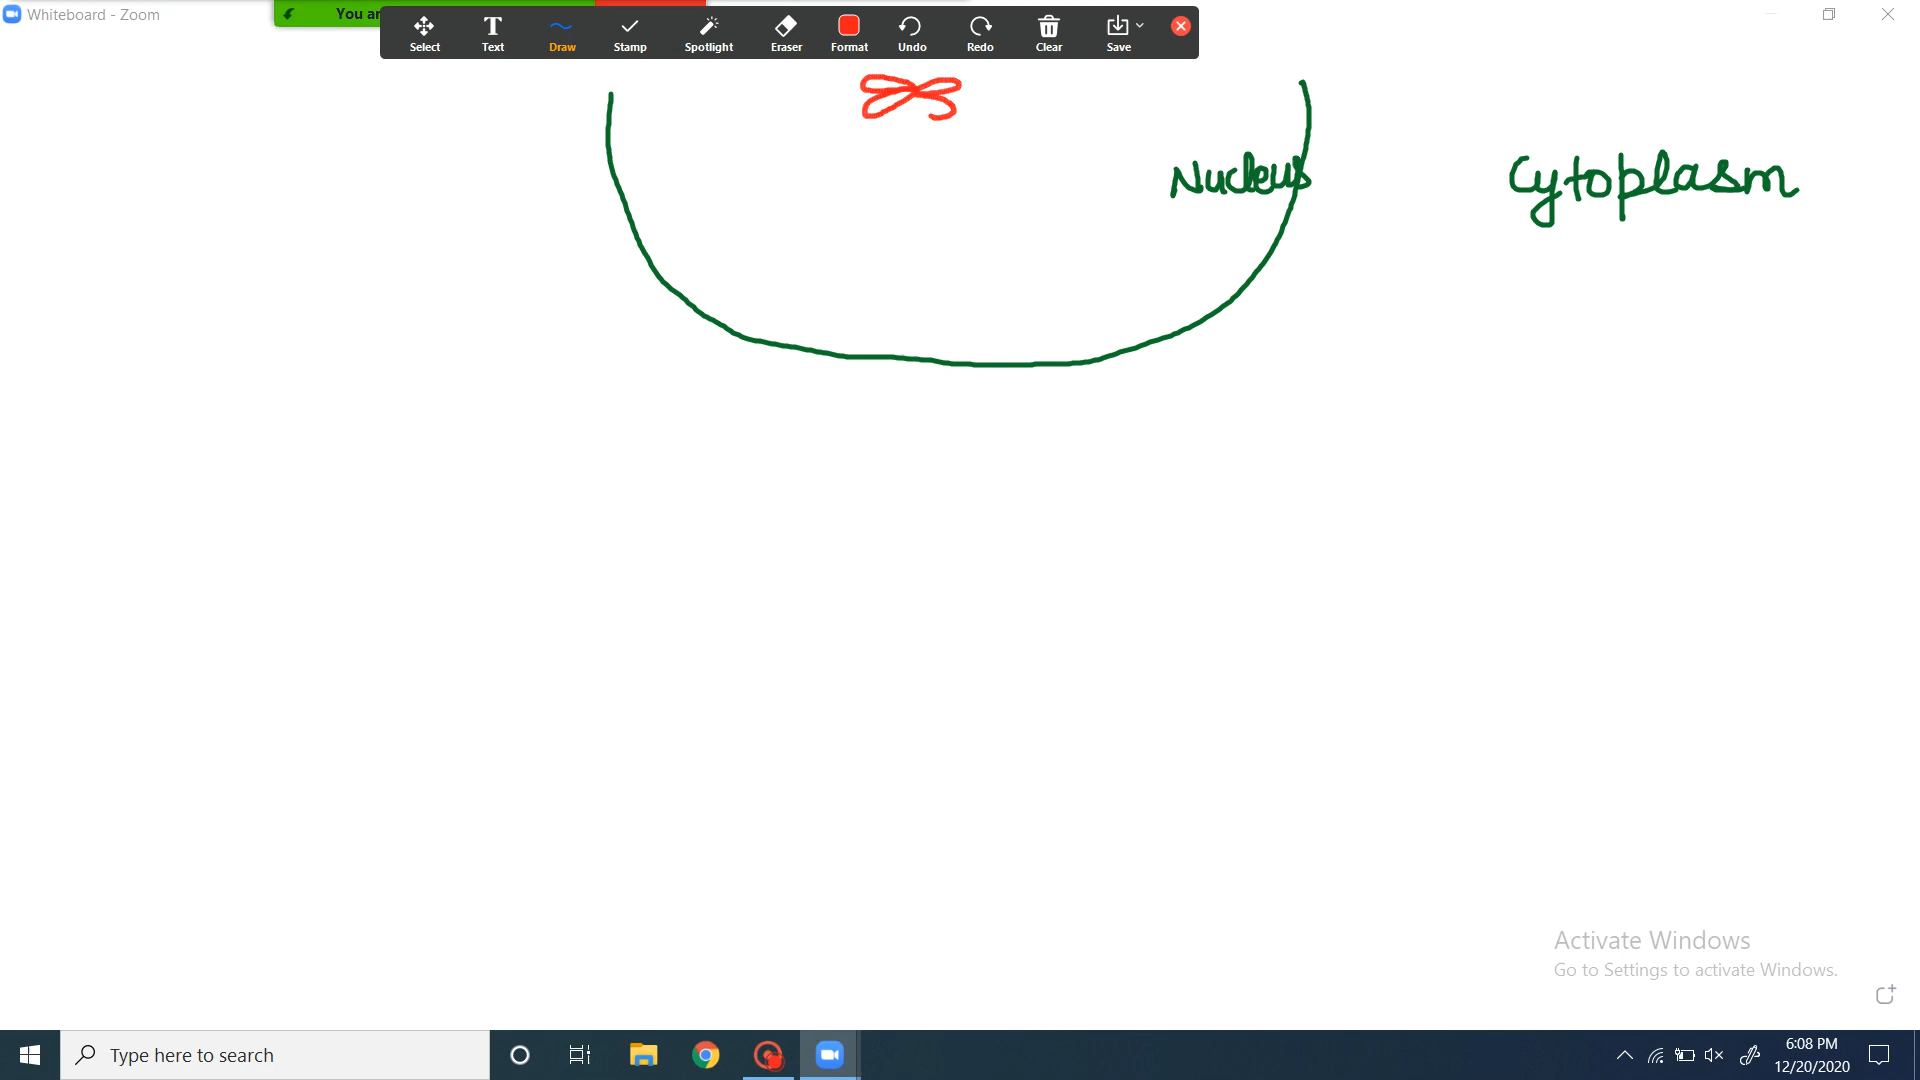 Whiteboard - Zoom
You ar
Select Text Draw Stamp Spotlight Eraser Format Undo Redo Clear Save
Nucleus Cytoplasm
Activate Windows
Go to Settings to activate Windows.
Type here to search
6:08 PM
12/20/2020